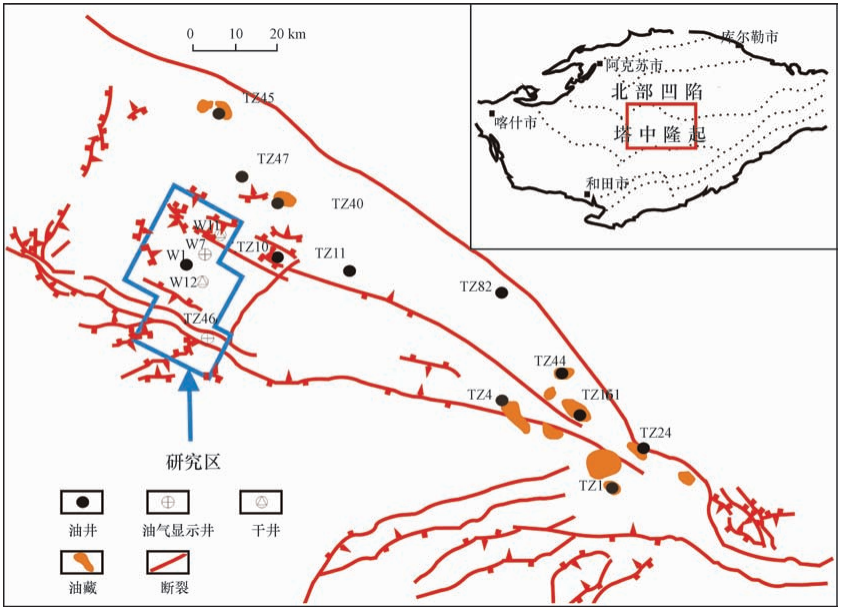 0 10 20 km
库尔勒市
阿克苏市
北部凹陷
喀什市
塔中隆起
和田市
TZ45
TZ47
TZ40
W11
W7
TZ10
TZ11
W1
W12
TZ82
TZ46
TZ44
TZ4
TZ161
TZ24
TZ1
研究区
油井
油气显示井
干井
油藏
断裂